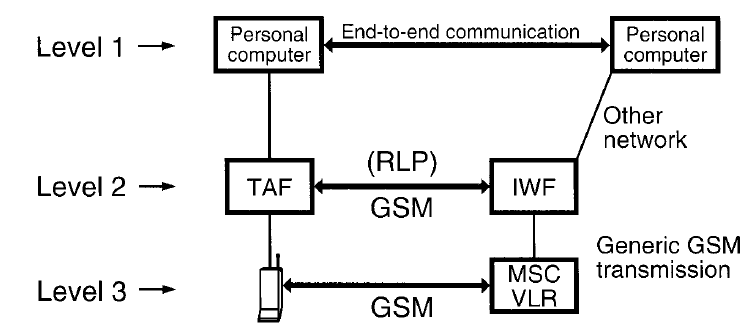 Level 1
Personal
computer
End-to-end communication
Personal
computer
Other
network
Level 2
TAF
(RLP)
GSM
IWF
Generic GSM
transmission
Level 3
GSM
MSC
VLR